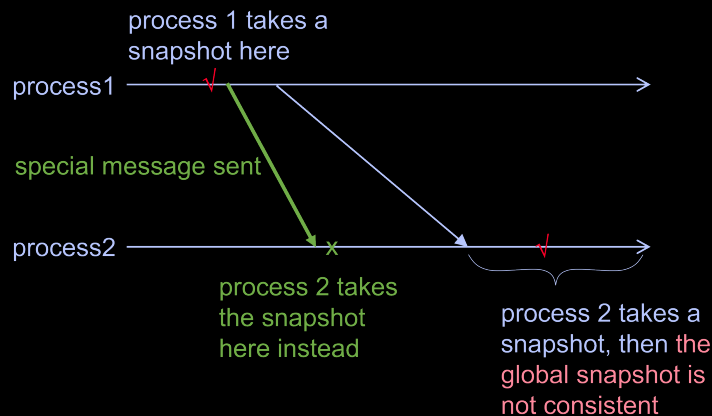 process 1 takes a
snapshot here
process1
special message sent
process2
x
process 2 takes
the snapshot
here instead
process 2 takes a
snapshot, then the
global snapshot is
not consistent